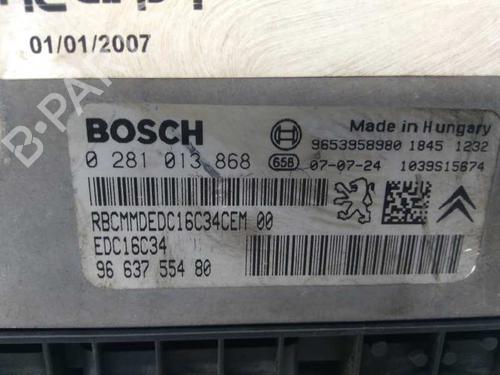 01/01/2007
B-PARTS
BOSCH
Made in Hungary
9653958980 1845 1232
0 281 013 868
658
07-07-24
1039S15674
RBCMMDEDC16C34CEM 00
EDC16C34
96 637 554 80